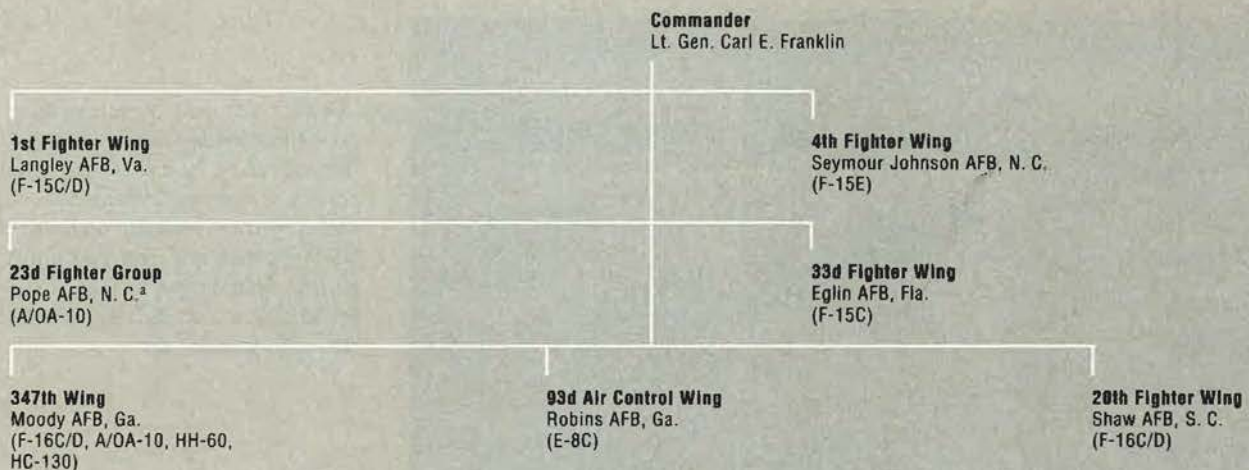 Commander
Lt. Gen. Carl E. Franklin
1st Fighter Wing
Langley AFB, Va.
(F-15C/D)
4th Fighter Wing
Seymour Johnson AFB, N. C.
(F-15E)
23d Fighter Group
Pope AFB, N. C.ª
(A/OA-10)
33d Fighter Wing
Eglin AFB, Fla.
(F-15C)
347th Wing
Moody AFB, Ga.
(F-16C/D, A/OA-10, HH-60,
HC-130)
93d Air Control Wing
Robins AFB, Ga.
(E-8C)
20th Fighter Wing
Shaw AFB, S. C.
(F-16C/D)